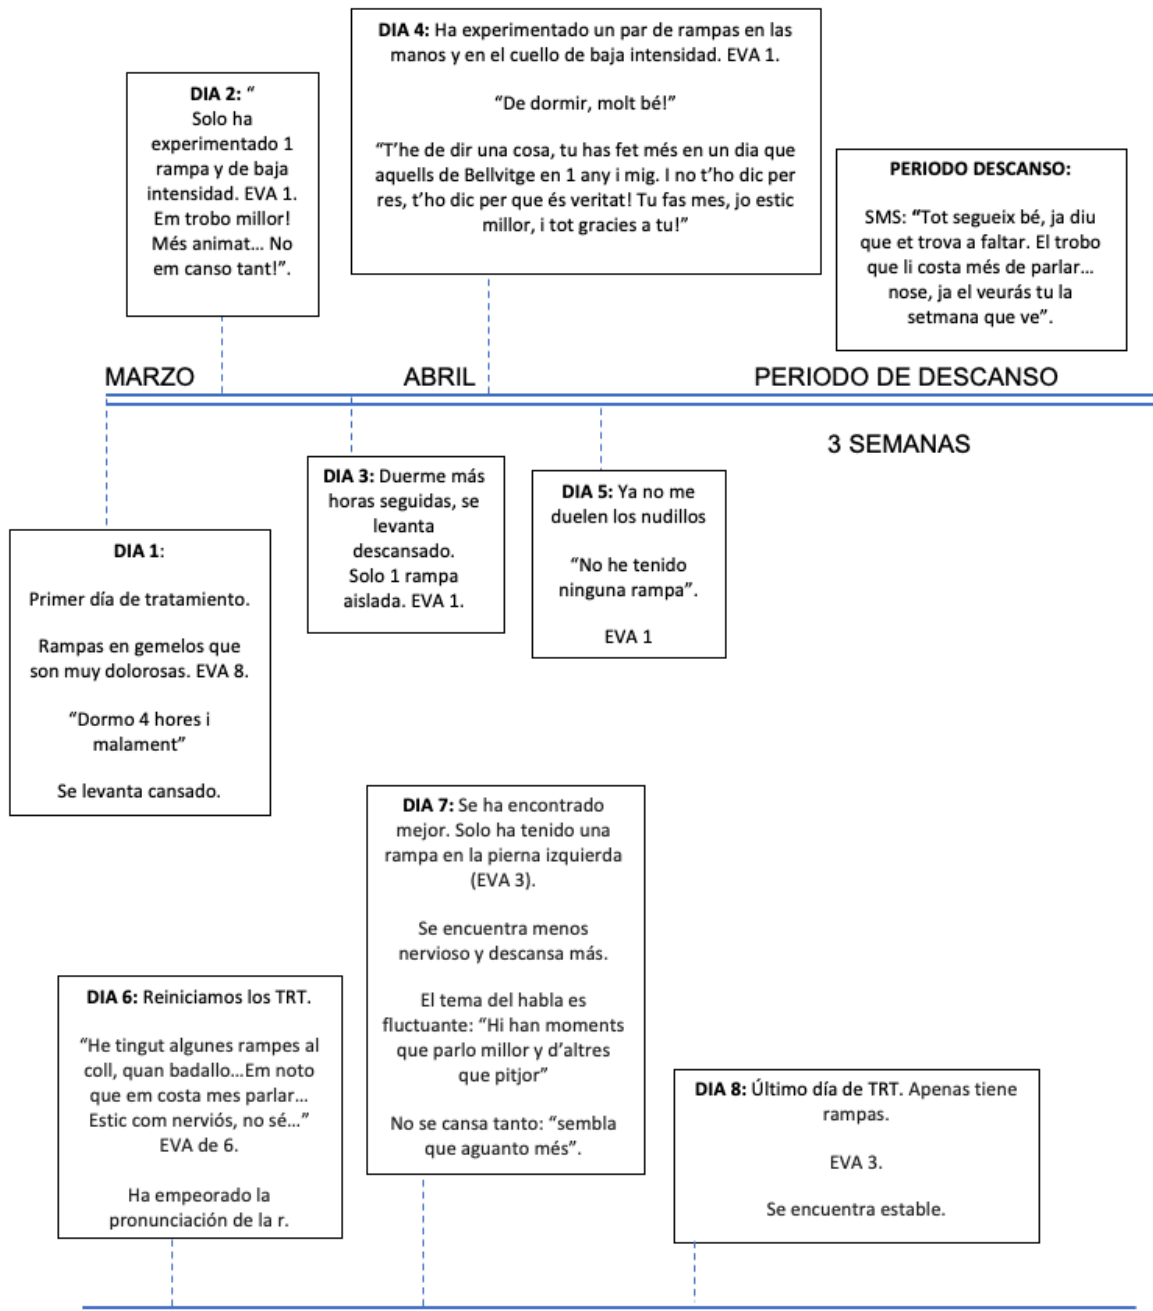 DIA 4: Ha experimentado un par de rampas en las
manos y en el cuello de baja intensidad. EVA 1.
“De dormir, molt bé!”
“T’he de dir una cosa, tu has fet més en un dia que
aquells de Bellvitge en 1 any i mig. I no t’ho dic per
res, t’ho dic per que és veritat! Tu fas mes, jo estic
millor, i tot gracies a tu!”
DIA 2: “
Solo ha
experimentado 1
rampa y de baja
intensidad. EVA 1.
Em trobo millor!
Més animat... No
em canso tant!”.
PERIODO DESCANSO:
SMS: “Tot segueix bé, ja diu
que et trova a faltar. El trobo
que li costa més de parlar...
nose, ja el veurás tu la
setmana que ve”.
MARZO
ABRIL
PERIODO DE DESCANSO
3 SEMANAS
DIA 1:
Primer día de tratamiento.
Rampas en gemelos que
son muy dolorosas. EVA 8.
“Dormo 4 hores i
malament”
Se levanta cansado.
DIA 3: Duerme más
horas seguidas, se
levanta
descansado.
Solo 1 rampa
aislada. EVA 1.
DIA 5: Ya no me
duelen los nudillos
“No he tenido
ninguna rampa”.
EVA 1
DIA 6: Reiniciamos los TRT.
“He tingut algunes rampes al
coll, quan badallo...Em noto
que em costa mes parlar...
Estic com nerviós, no sé...”
EVA de 6.
Ha empeorado la
pronunciación de la r.
DIA 7: Se ha encontrado
mejor. Solo ha tenido una
rampa en la pierna izquierda
(EVA 3).
Se encuentra menos
nervioso y descansa más.
El tema del habla es
fluctuante: “Hi han moments
que parlo millor y d’altres
que pitjor”
No se cansa tanto: “sembla
que aguanto més”.
DIA 8: Último día de TRT. Apenas tiene
rampas.
EVA 3.
Se encuentra estable.